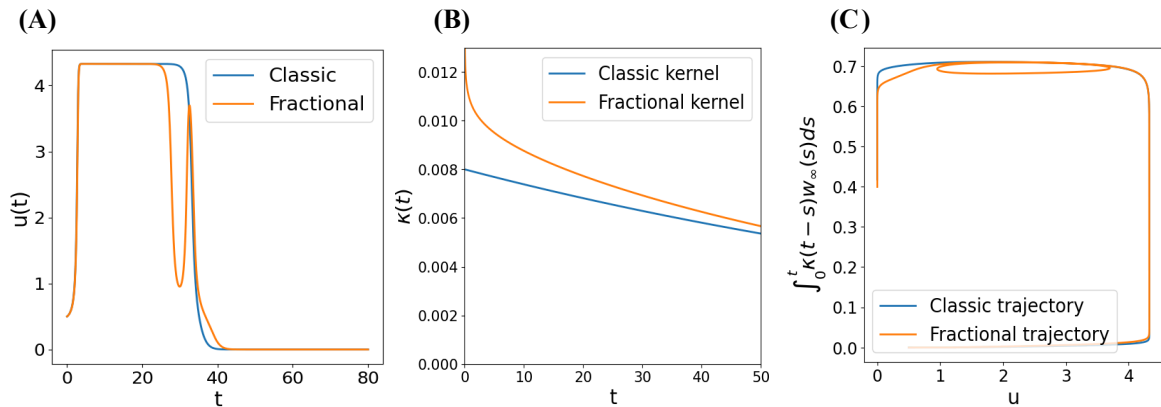 (A)
u(t)
4
3
2
1
0
Classic
Fractional
0 20 40 60 80
t
(B)
κ(t)
0.012
0.010
0.008
0.006
0.004
0.002
0.000
Classic kernel
Fractional kernel
0 10 20 30 40 50
t
(C)
∫₀ᵗ κ(t − s)w∞(s)ds
0.7
0.6
0.5
0.4
0.3
0.2
0.1
0.0
Classic trajectory
Fractional trajectory
0 1 2 3 4
u